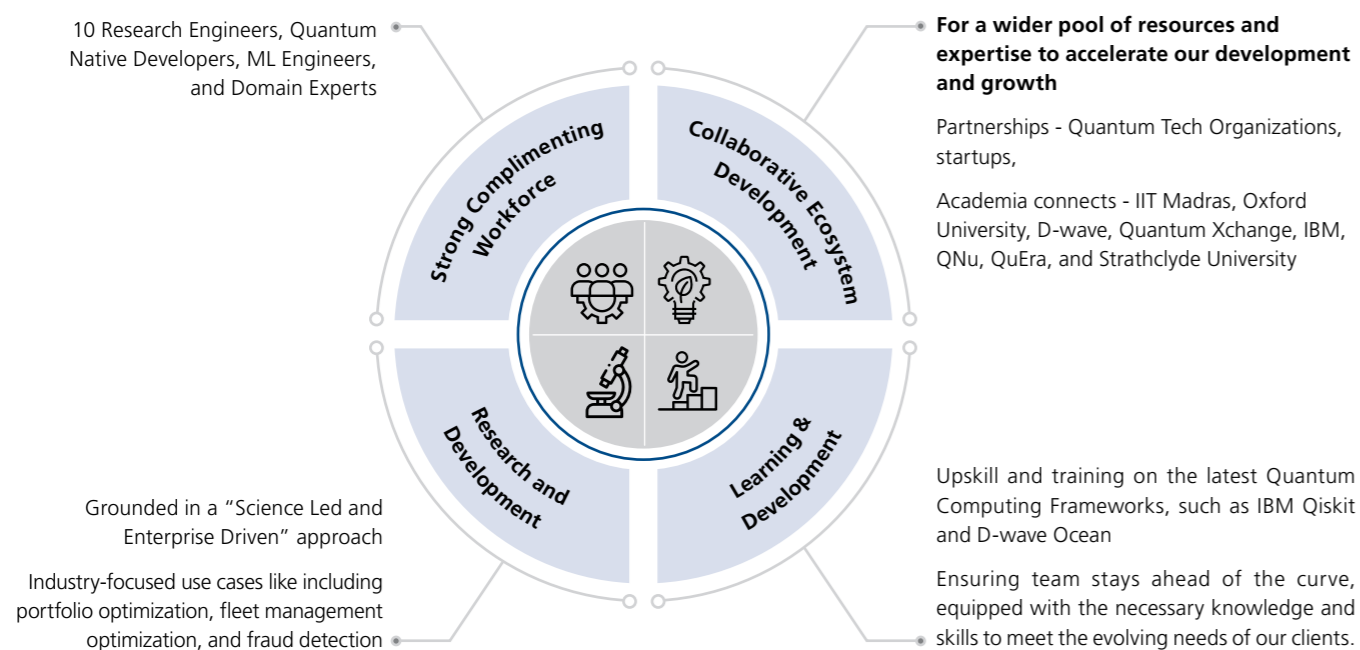 10 Research Engineers, Quantum
Native Developers, ML Engineers,
and Domain Experts
Strong Complimenting
Workforce
For a wider pool of resources and
expertise to accelerate our development
and growth
Partnerships - Quantum Tech Organizations,
startups,
Academia connects - IIT Madras, Oxford
University, D-wave, Quantum Xchange, IBM,
QNu, QuEra, and Strathclyde University
Collaborative Ecosystem
Development
Research and
Development
Grounded in a “Science Led and
Enterprise Driven” approach
Industry-focused use cases like including
portfolio optimization, fleet management
optimization, and fraud detection
Learning &
Development
Upskill and training on the latest Quantum
Computing Frameworks, such as IBM Qiskit
and D-wave Ocean
Ensuring team stays ahead of the curve,
equipped with the necessary knowledge and
skills to meet the evolving needs of our clients.